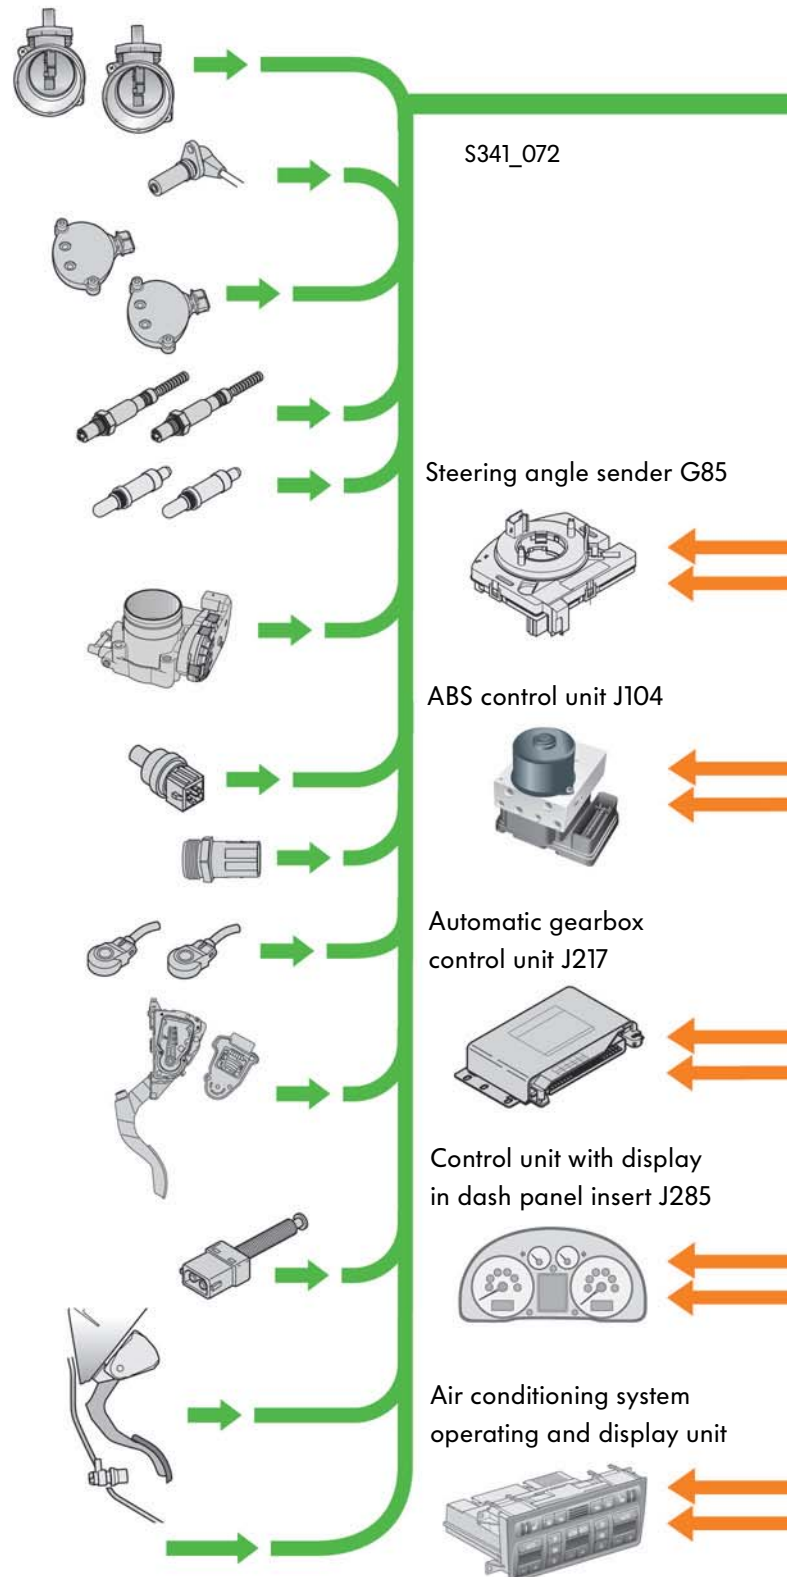 S341_072
Steering angle sender G85
ABS control unit J104
Automatic gearbox
control unit J217
Control unit with display
in dash panel insert J285
Air conditioning system
operating and display unit